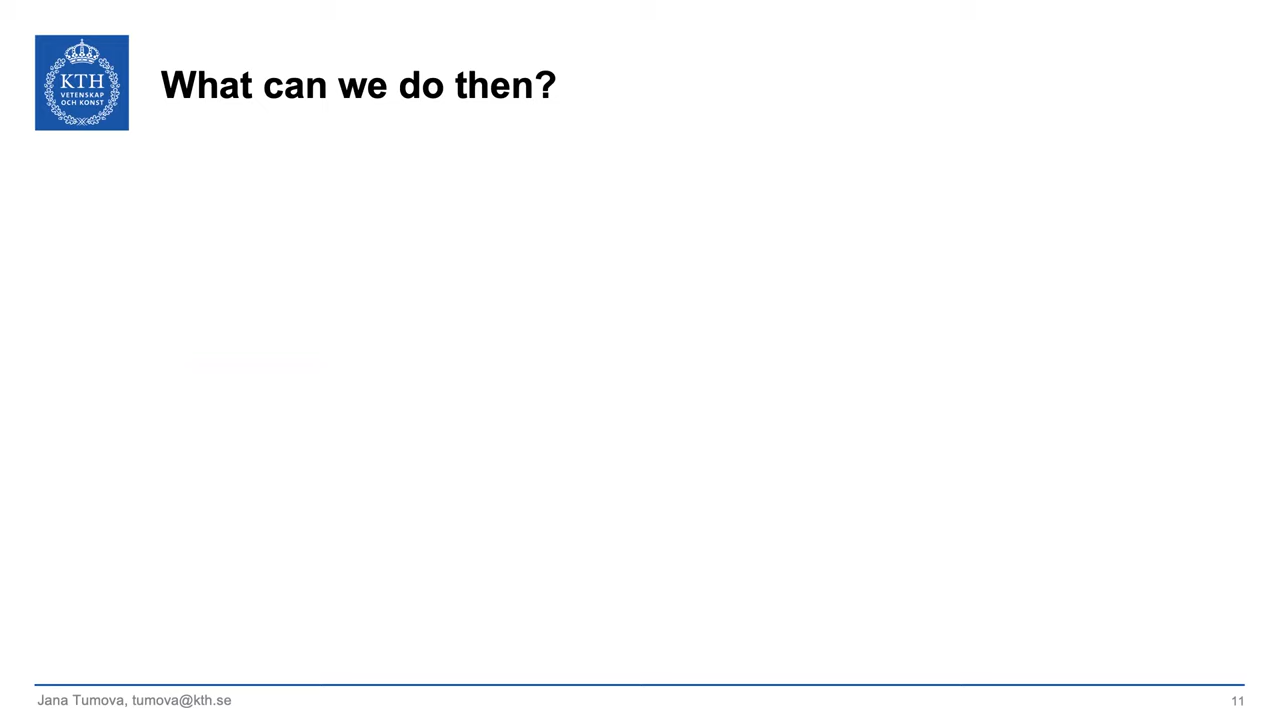 KTH
VETENSKAP
OCH KONST
What can we do then?
Jana Tumova, tumova@kth.se
11